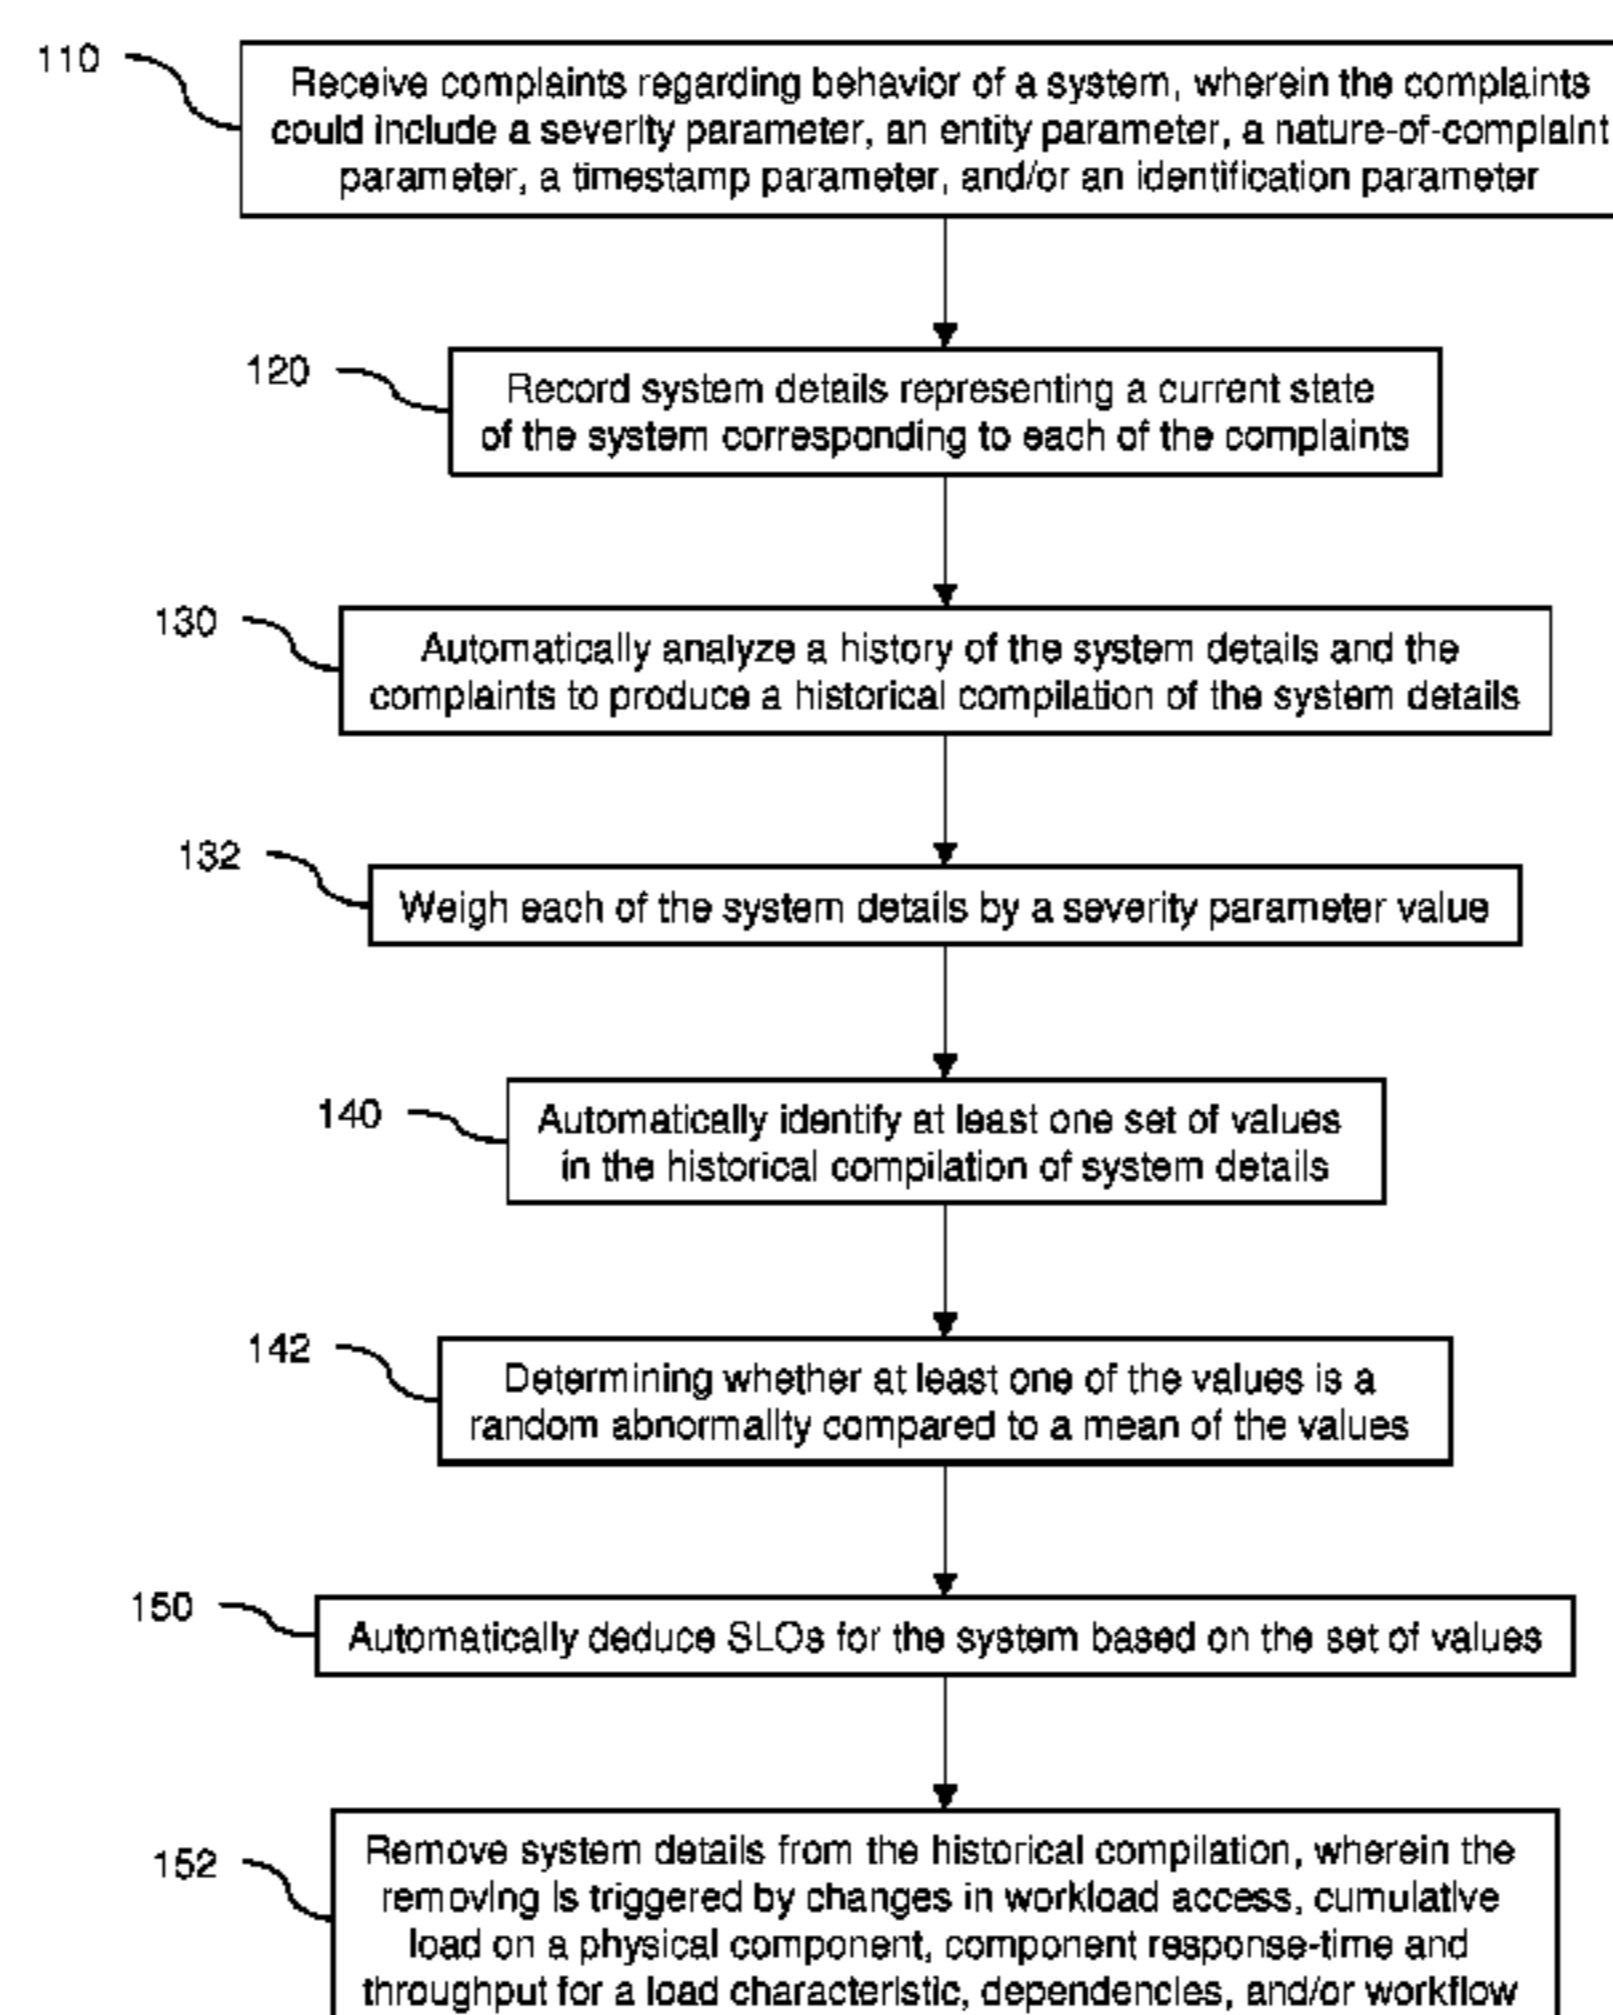 110
Receive complaints regarding behavior of a system, wherein the complaints
could include a severity parameter, an entity parameter, a nature-of-complaint
parameter, a timestamp parameter, and/or an identification parameter
120
Record system details representing a current state
of the system corresponding to each of the complaints
130
Automatically analyze a history of the system details and the
complaints to produce a historical compilation of the system details
132
Weigh each of the system details by a severity parameter value
140
Automatically identify at least one set of values
in the historical compilation of system details
142
Determining whether at least one of the values is a
random abnormality compared to a mean of the values
150
Automatically deduce SLOs for the system based on the set of values
152
Remove system details from the historical compilation, wherein the
removing is triggered by changes in workload access, cumulative
load on a physical component, component response-time and
throughput for a load characteristic, dependencies, and/or workflow